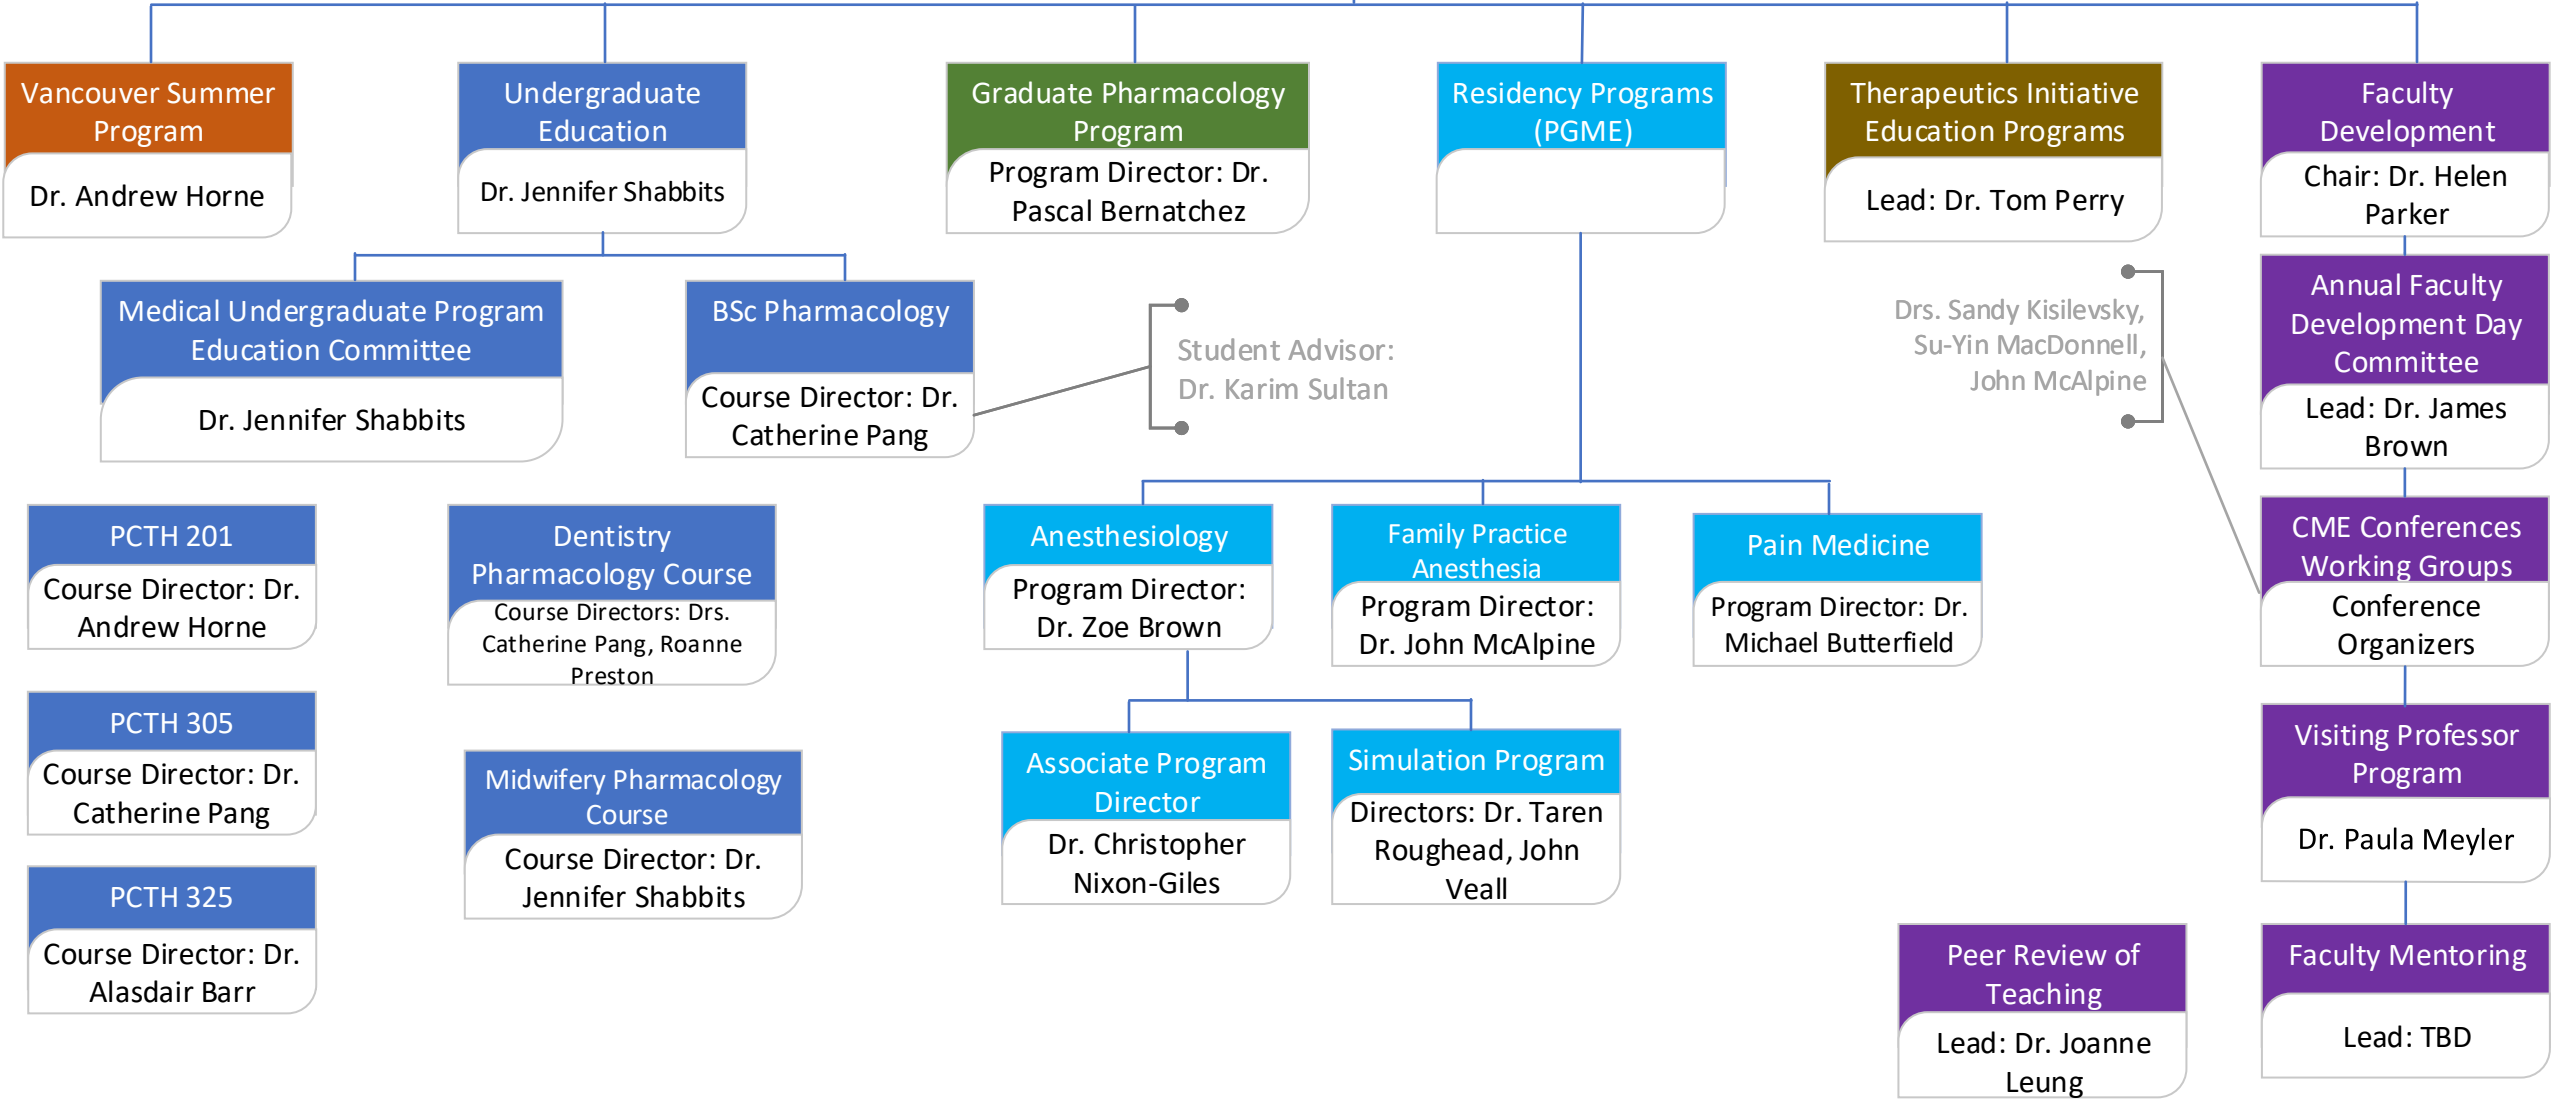 Vancouver Summer
Program
Dr. Andrew Horne
Undergraduate
Education
Dr. Jennifer Shabbits
Graduate Pharmacology
Program
Program Director: Dr.
Pascal Bernatchez
Residency Programs
(PGME)
Therapeutics Initiative
Education Programs
Lead: Dr. Tom Perry
Faculty
Development
Chair: Dr. Helen
Parker
Medical Undergraduate Program
Education Committee
Dr. Jennifer Shabbits
BSc Pharmacology
Course Director: Dr.
Catherine Pang
Student Advisor:
Dr. Karim Sultan
Drs. Sandy Kisilevsky,
Su-Yin MacDonnell,
John McAlpine
Annual Faculty
Development Day
Committee
Lead: Dr. James
Brown
PCTH 201
Course Director: Dr.
Andrew Horne
Dentistry
Pharmacology Course
Course Directors: Drs.
Catherine Pang, Roanne
Preston
Anesthesiology
Program Director:
Dr. Zoe Brown
Family Practice
Anesthesia
Program Director:
Dr. John McAlpine
Pain Medicine
Program Director: Dr.
Michael Butterfield
CME Conferences
Working Groups
Conference
Organizers
PCTH 305
Course Director: Dr.
Catherine Pang
Midwifery Pharmacology
Course
Course Director: Dr.
Jennifer Shabbits
Associate Program
Director
Dr. Christopher
Nixon-Giles
Simulation Program
Directors: Dr. Taren
Roughead, John
Veall
Visiting Professor
Program
Dr. Paula Meyler
PCTH 325
Course Director: Dr.
Alasdair Barr
Peer Review of
Teaching
Lead: Dr. Joanne
Leung
Faculty Mentoring
Lead: TBD